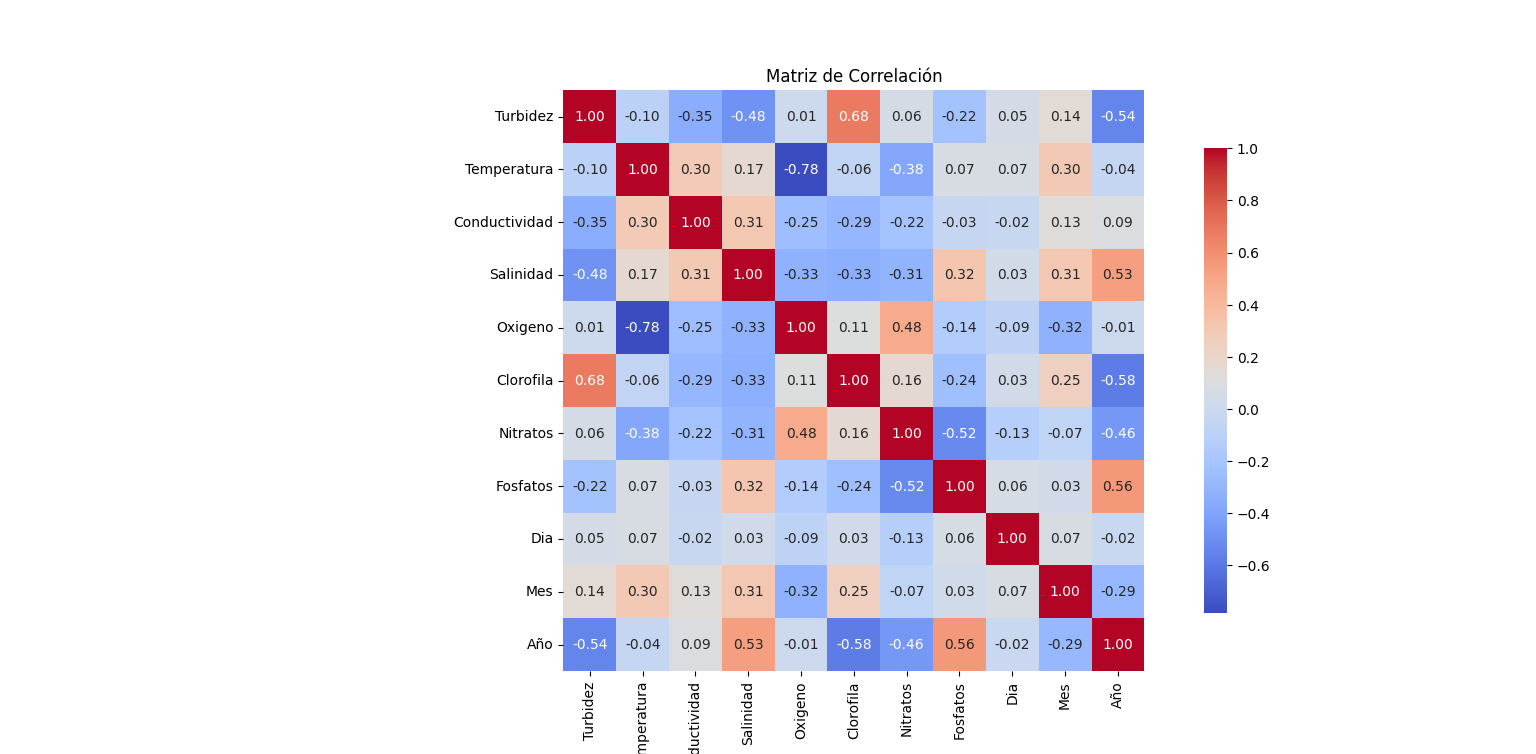 Matriz de Correlación
Turbidez 1.00 -0.10 -0.35 -0.48 0.01 0.68 0.06 -0.22 0.05 0.14 -0.54
Temperatura -0.10 1.00 0.30 0.17 -0.78 -0.06 -0.38 0.07 0.07 0.30 -0.04
Conductividad -0.35 0.30 1.00 0.31 -0.25 -0.29 -0.22 -0.03 -0.02 0.13 0.09
Salinidad -0.48 0.17 0.31 1.00 -0.33 -0.33 -0.31 0.32 0.03 0.31 0.53
Oxigeno 0.01 -0.78 -0.25 -0.33 1.00 0.11 0.48 -0.14 -0.09 -0.32 -0.01
Clorofila 0.68 -0.06 -0.29 -0.33 0.11 1.00 0.16 -0.24 0.03 0.25 -0.58
Nitratos 0.06 -0.38 -0.22 -0.31 0.48 0.16 1.00 -0.52 -0.13 -0.07 -0.46
Fosfatos -0.22 0.07 -0.03 0.32 -0.14 -0.24 -0.52 1.00 0.06 0.03 0.56
Dia 0.05 0.07 -0.02 0.03 -0.09 0.03 -0.13 0.06 1.00 0.07 -0.02
Mes 0.14 0.30 0.13 0.31 -0.32 0.25 -0.07 0.03 0.07 1.00 -0.29
Año -0.54 -0.04 0.09 0.53 -0.01 -0.58 -0.46 0.56 -0.02 -0.29 1.00
Turbidez
mperatura
ductividad
Salinidad
Oxigeno
Clorofila
Nitratos
Fosfatos
Dia
Mes
Año
1.0
0.8
0.6
0.4
0.2
0.0
−0.2
−0.4
−0.6